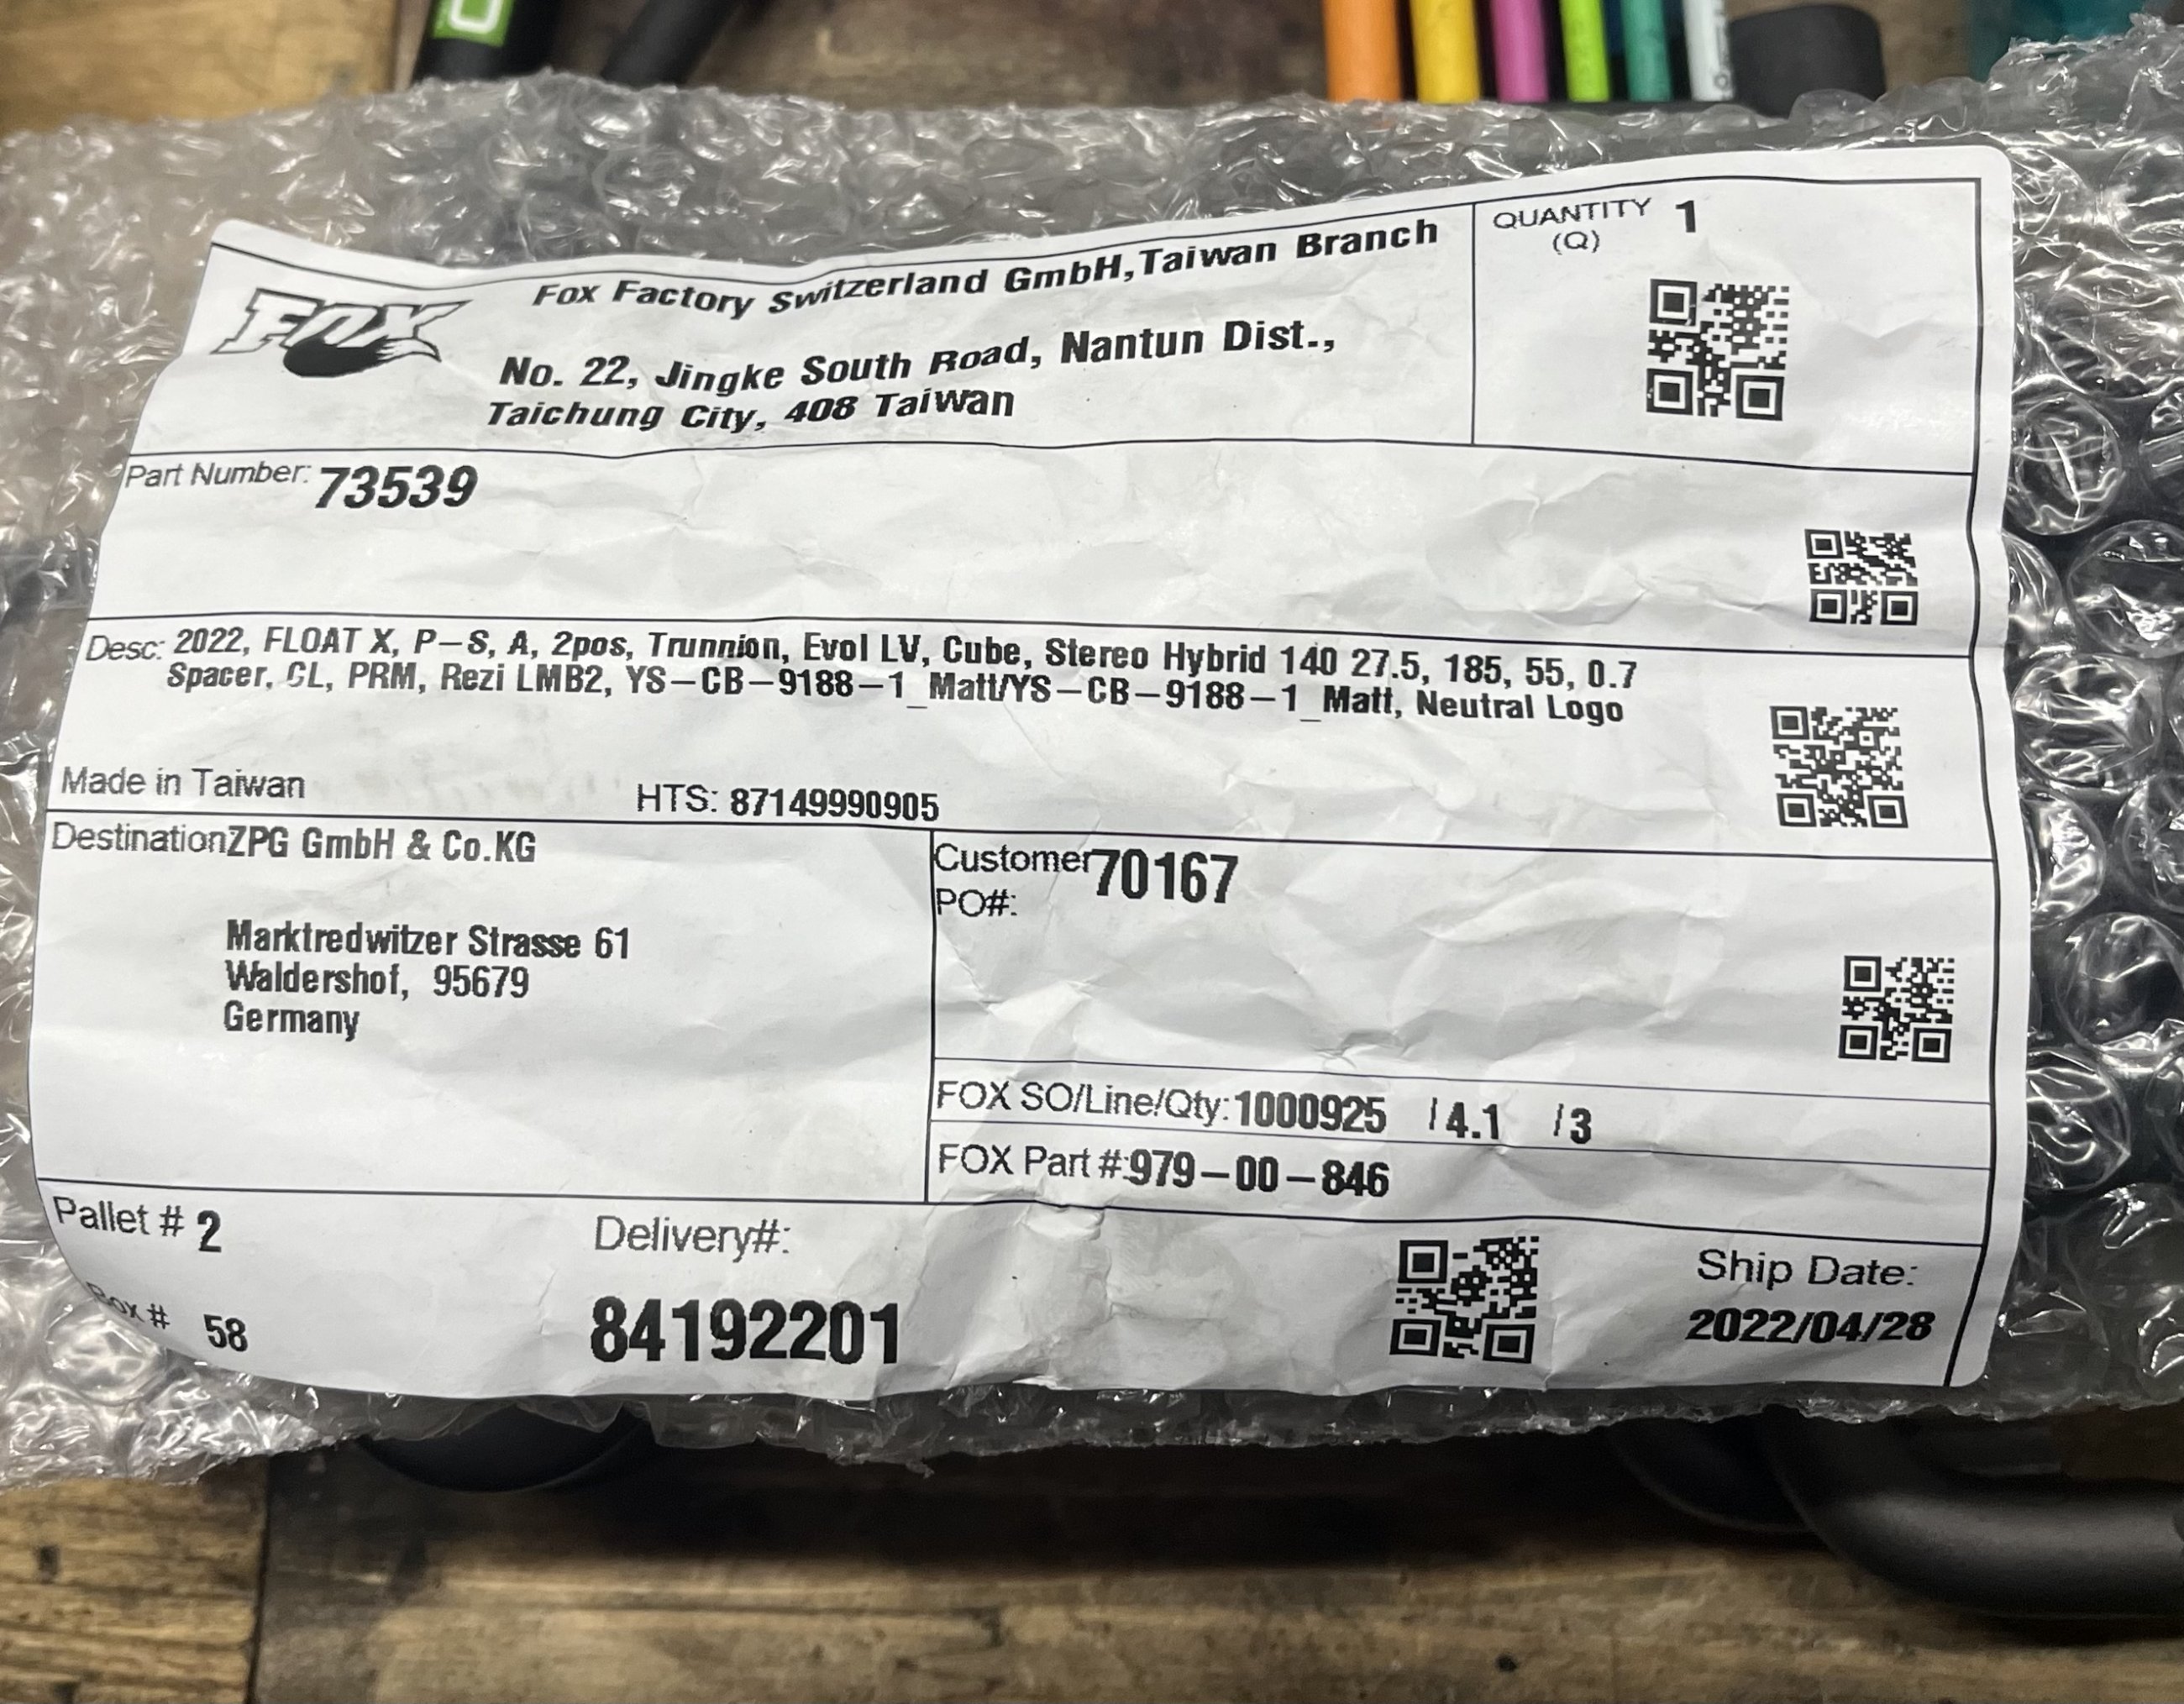 FOX
Fox Factory Switzerland GmbH,Taiwan Branch
No. 22, Jingke South Road, Nantun Dist.,
Taichung City, 408 Taiwan
QUANTITY 1
(Q)
Part Number: 73539
Desc: 2022, FLOAT X, P-S, A, 2pos, Trunnion, Evol LV, Cube, Stereo Hybrid 140 27.5, 185, 55, 0.7
Spacer, CL, PRM, Rezi LMB2, YS-CB-9188-1_Matt/YS-CB-9188-1_Matt, Neutral Logo
Made in Taiwan
HTS: 87149990905
DestinationZPG GmbH & Co.KG
Marktredwitzer Strasse 61
Waldershof, 95679
Germany
Customer 70167
PO#:
FOX SO/Line/Qty: 1000925 /4.1 /3
FOX Part #:979-00-846
Pallet # 2
Box # 58
Delivery#:
84192201
Ship Date:
2022/04/28